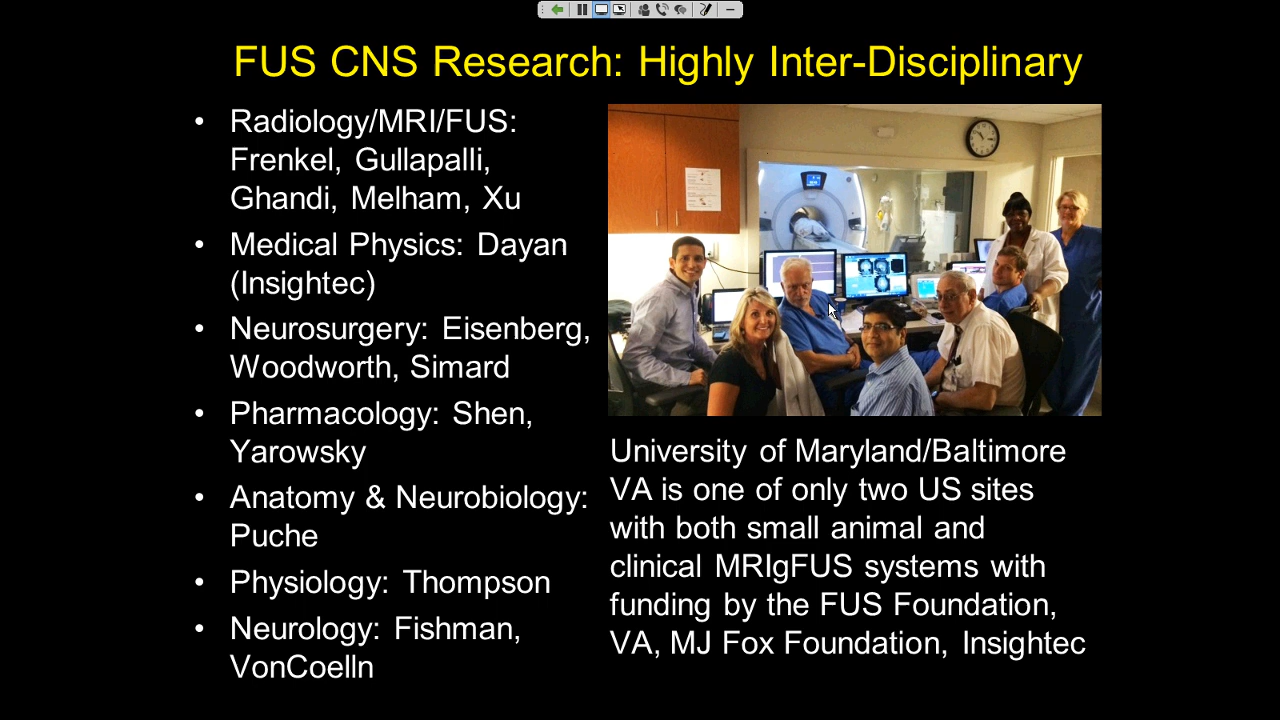 FUS CNS Research: Highly Inter-Disciplinary
• Radiology/MRI/FUS:
Frenkel, Gullapalli,
Ghandi, Melham, Xu
• Medical Physics: Dayan
(Insightec)
• Neurosurgery: Eisenberg,
Woodworth, Simard
• Pharmacology: Shen,
Yarowsky
• Anatomy & Neurobiology:
Puche
• Physiology: Thompson
• Neurology: Fishman,
VonCoelln
University of Maryland/Baltimore
VA is one of only two US sites
with both small animal and
clinical MRIgFUS systems with
funding by the FUS Foundation,
VA, MJ Fox Foundation, Insightec